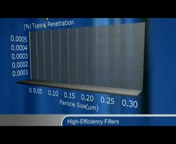 (%) Typical Penetration
0.0005
0.0004
0.0003
0.0002
0.0001
0 0.05 0.10 0.15 0.20 0.25 0.30
Particle Size(µm)
High-Efficiency Filters